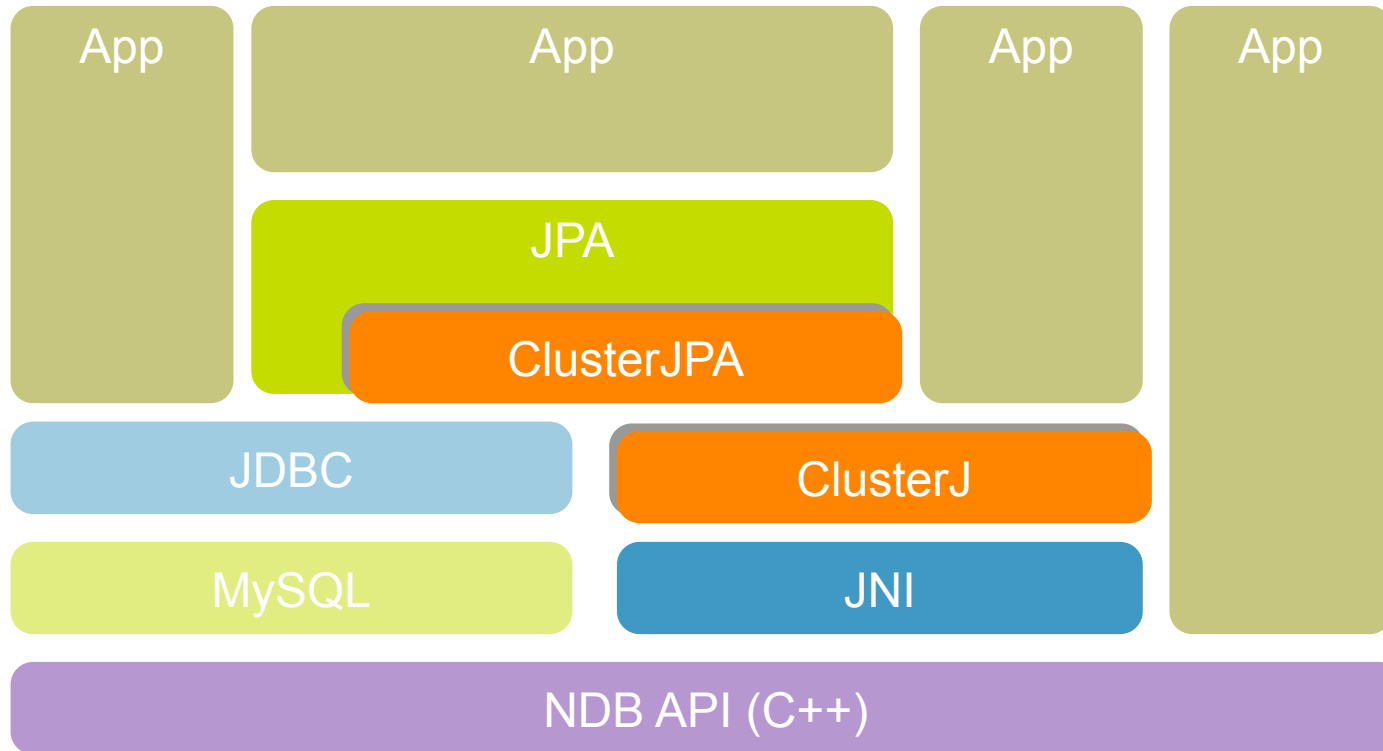 App
App
App
App
JPA
ClusterJPA
JDBC
ClusterJ
MySQL
JNI
NDB API (C++)